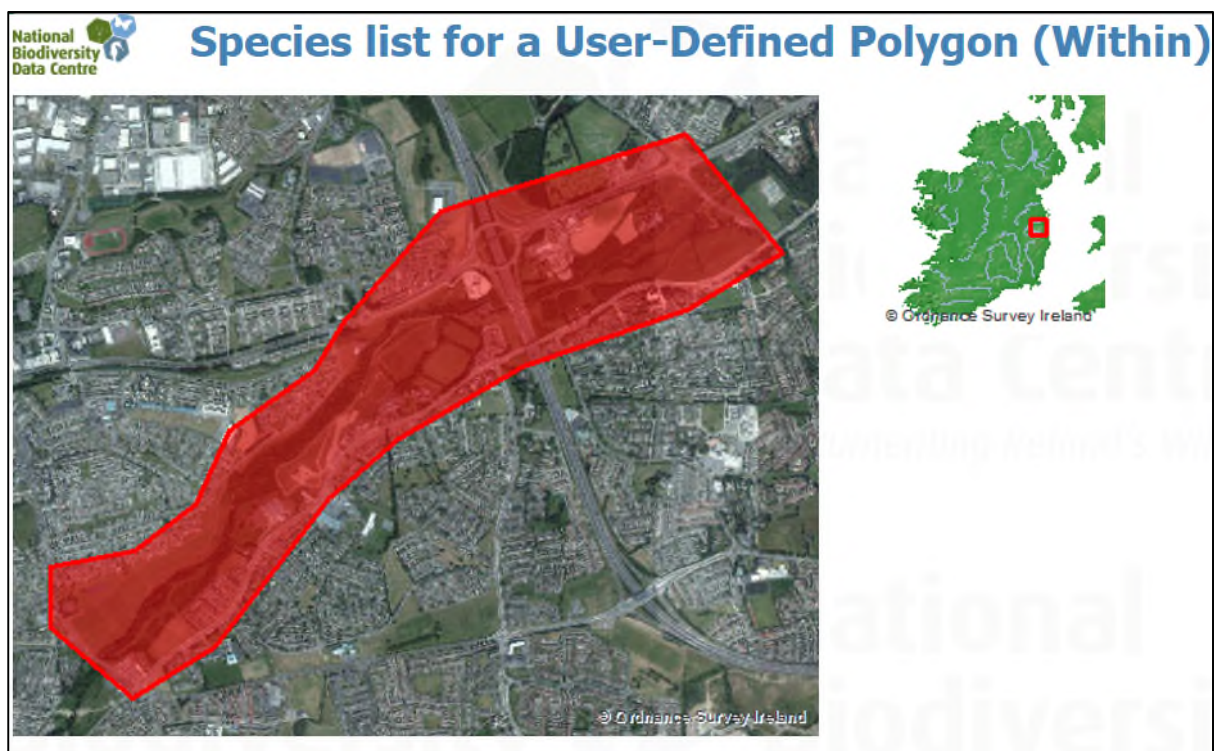 National
Biodiversity
Data Centre
Species list for a User-Defined Polygon (Within)
© Ordnance Survey Ireland
© Ordnance Survey Ireland